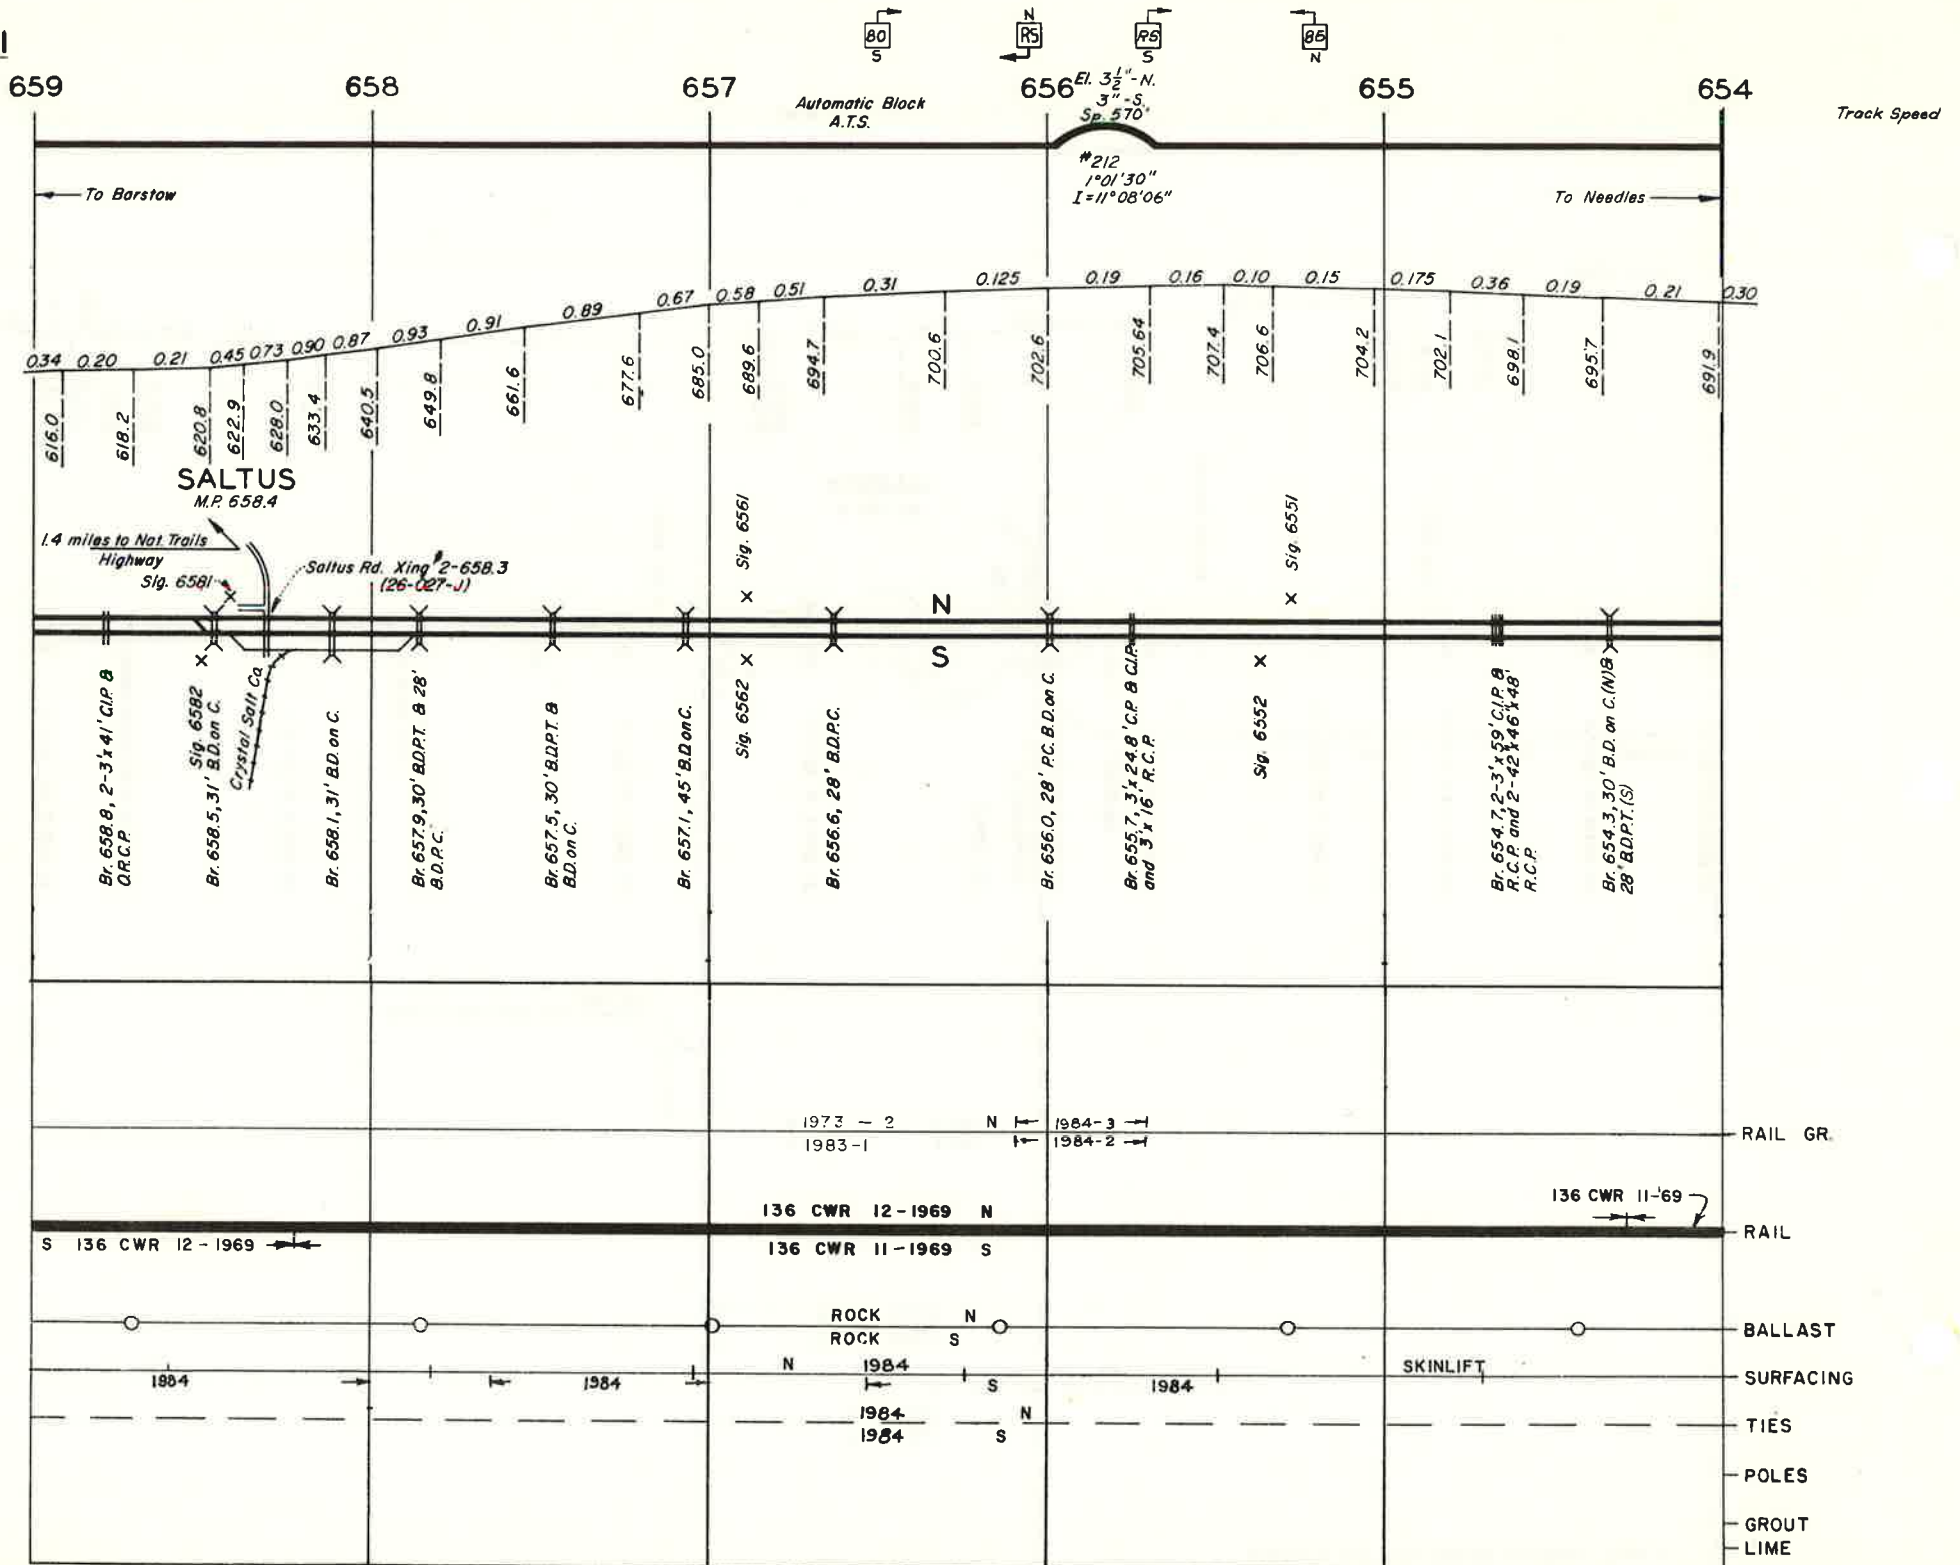 1
80
S
N
R5
R5
S
85
N
659
658
657
656
655
654
El. 3½"-N.
3"-S.
Sp. 570'
Automatic Block
A.T.S.
Track Speed
#212
1°01'30"
I=11°08'06"
To Barstow
To Needles
0.34 0.20 0.21 0.45 0.73 0.90 0.87 0.93 0.91 0.89 0.67 0.58 0.51 0.31 0.125 0.19 0.16 0.10 0.15 0.175 0.36 0.19 0.21 0.30
616.0
618.2
620.8
622.9
628.0
633.4
640.5
649.8
661.6
677.6
685.0
689.6
694.7
700.6
702.6
705.64
707.4
706.6
704.2
702.1
698.1
695.7
691.9
SALTUS
M.P. 658.4
1.4 miles to Nat. Trails
Highway
Sig. 6581
Saltus Rd. Xing # 2-658.3
(26-027-J)
Sig. 6561
Sig. 6551
N
S
Br. 658.8, 2-3'x41' C.I.P. &
O.R.C.P.
Sig. 6582
Br. 658.5, 31' B.D. on C.
Crystal Salt Co.
Br. 658.1, 31' B.D. on C.
Br. 657.9, 30' B.D.P.T. & 28'
B.D.P.C.
Br. 657.5, 30' B.D.P.T. &
B.D. on C.
Br. 657.1, 45' B.D. on C.
Sig. 6562
Br. 656.6, 28' B.D.P.C.
Br. 656.0, 28' P.C.B.D. on C.
Br. 655.7, 3'x24.8' C.P. & C.I.P.
and 3'x16' R.C.P.
Sig. 6552
Br. 654.7, 2-3'x59' C.I.P. &
R.C.P. and 2-42"x46"x48'
R.C.P.
Br. 654.3, 30' B.D. on C.(N) &
28' B.D.P.T.(S)
1973 - 2 N 1984-3
1983-1 1984-2
RAIL GR.
136 CWR 11-'69
136 CWR 12-1969 N
RAIL
S 136 CWR 12-1969
136 CWR 11-1969 S
ROCK N
ROCK S
BALLAST
N 1984 SKINLIFT
SURFACING
1984 1984 S 1984
1984 N
1984 S
TIES
POLES
GROUT
LIME